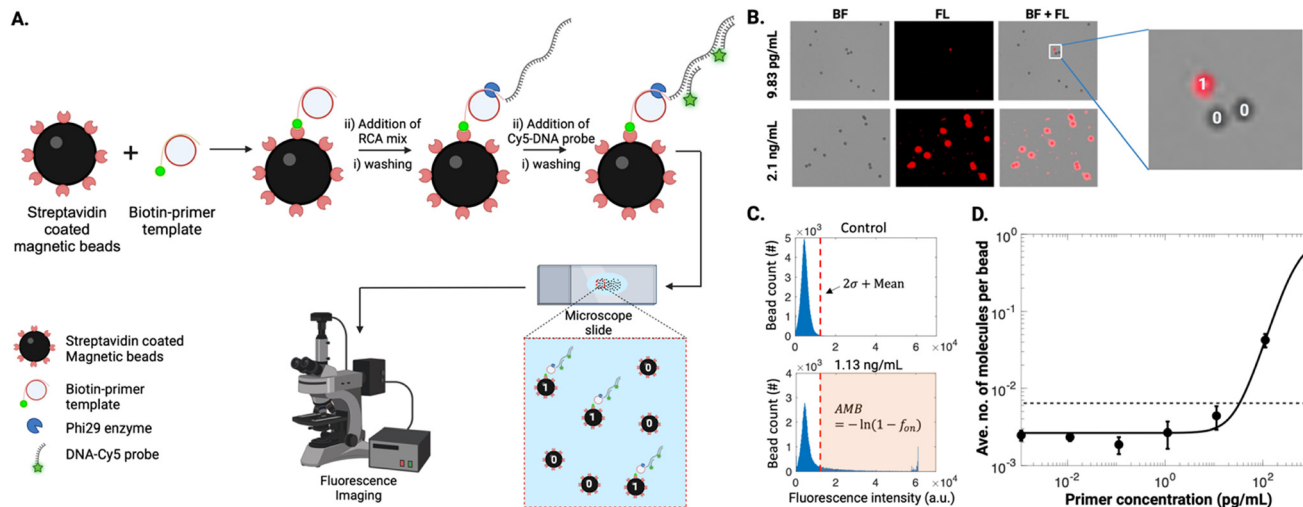 A.
Streptavidin
coated
magnetic beads
+
Biotin-primer
template
ii) Addition of
RCA mix
i) washing
ii) Addition of
Cy5-DNA probe
i) washing
Streptavidin coated
Magnetic beads
Biotin-primer
template
Phi29 enzyme
DNA-Cy5 probe
Fluorescence
Imaging
Microscope
slide
1
0
1
0
0
0
1
0
B.
BF
FL
BF + FL
9.83 pg/mL
2.1 ng/mL
1
0
0
C.
×10³
Control
Bead count (#)
5
4
3
2
1
0
2σ + Mean
0
2
4
6
8
×10⁴
×10³
1.13 ng/mL
Bead count (#)
5
4
3
2
1
0
AMB
= −ln(1 − fon)
0
2
4
6
8
×10⁴
Fluorescence intensity (a.u.)
D.
Ave. no. of molecules per bead
10⁰
10⁻¹
10⁻²
10⁻³
10⁻²
10⁰
10²
Primer concentration (pg/mL)